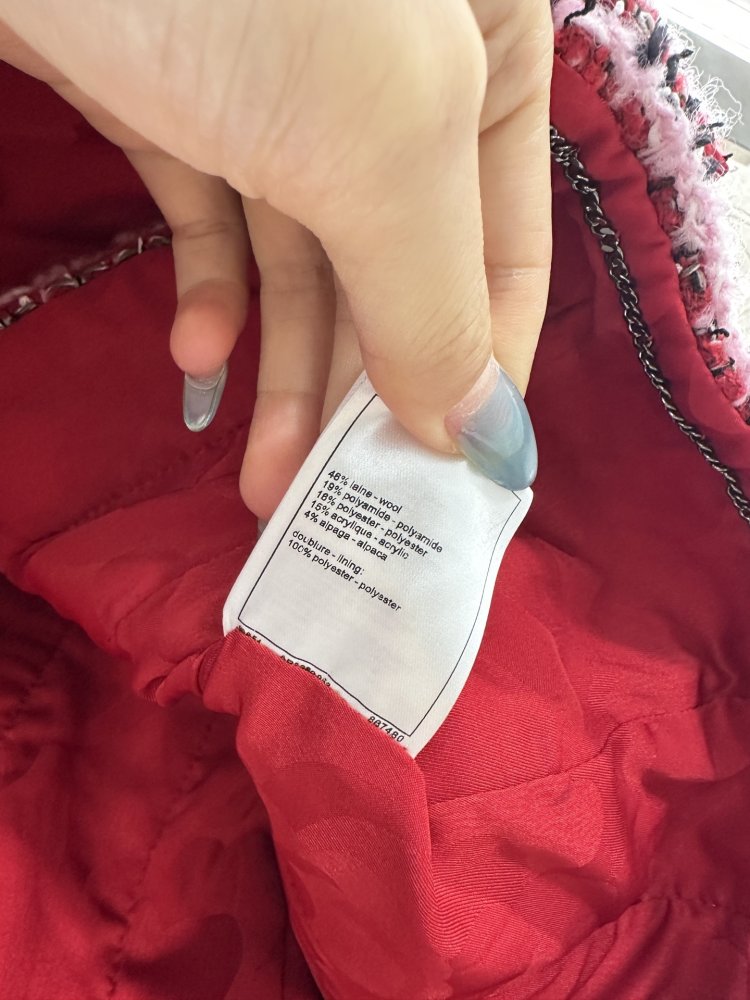 46% laine - wool
19% polyamide - polyamide
16% polyester - polyester
15% acrylique - acrylic
4% alpaga - alpaca
doublure - lining:
100% polyester - polyester
887480